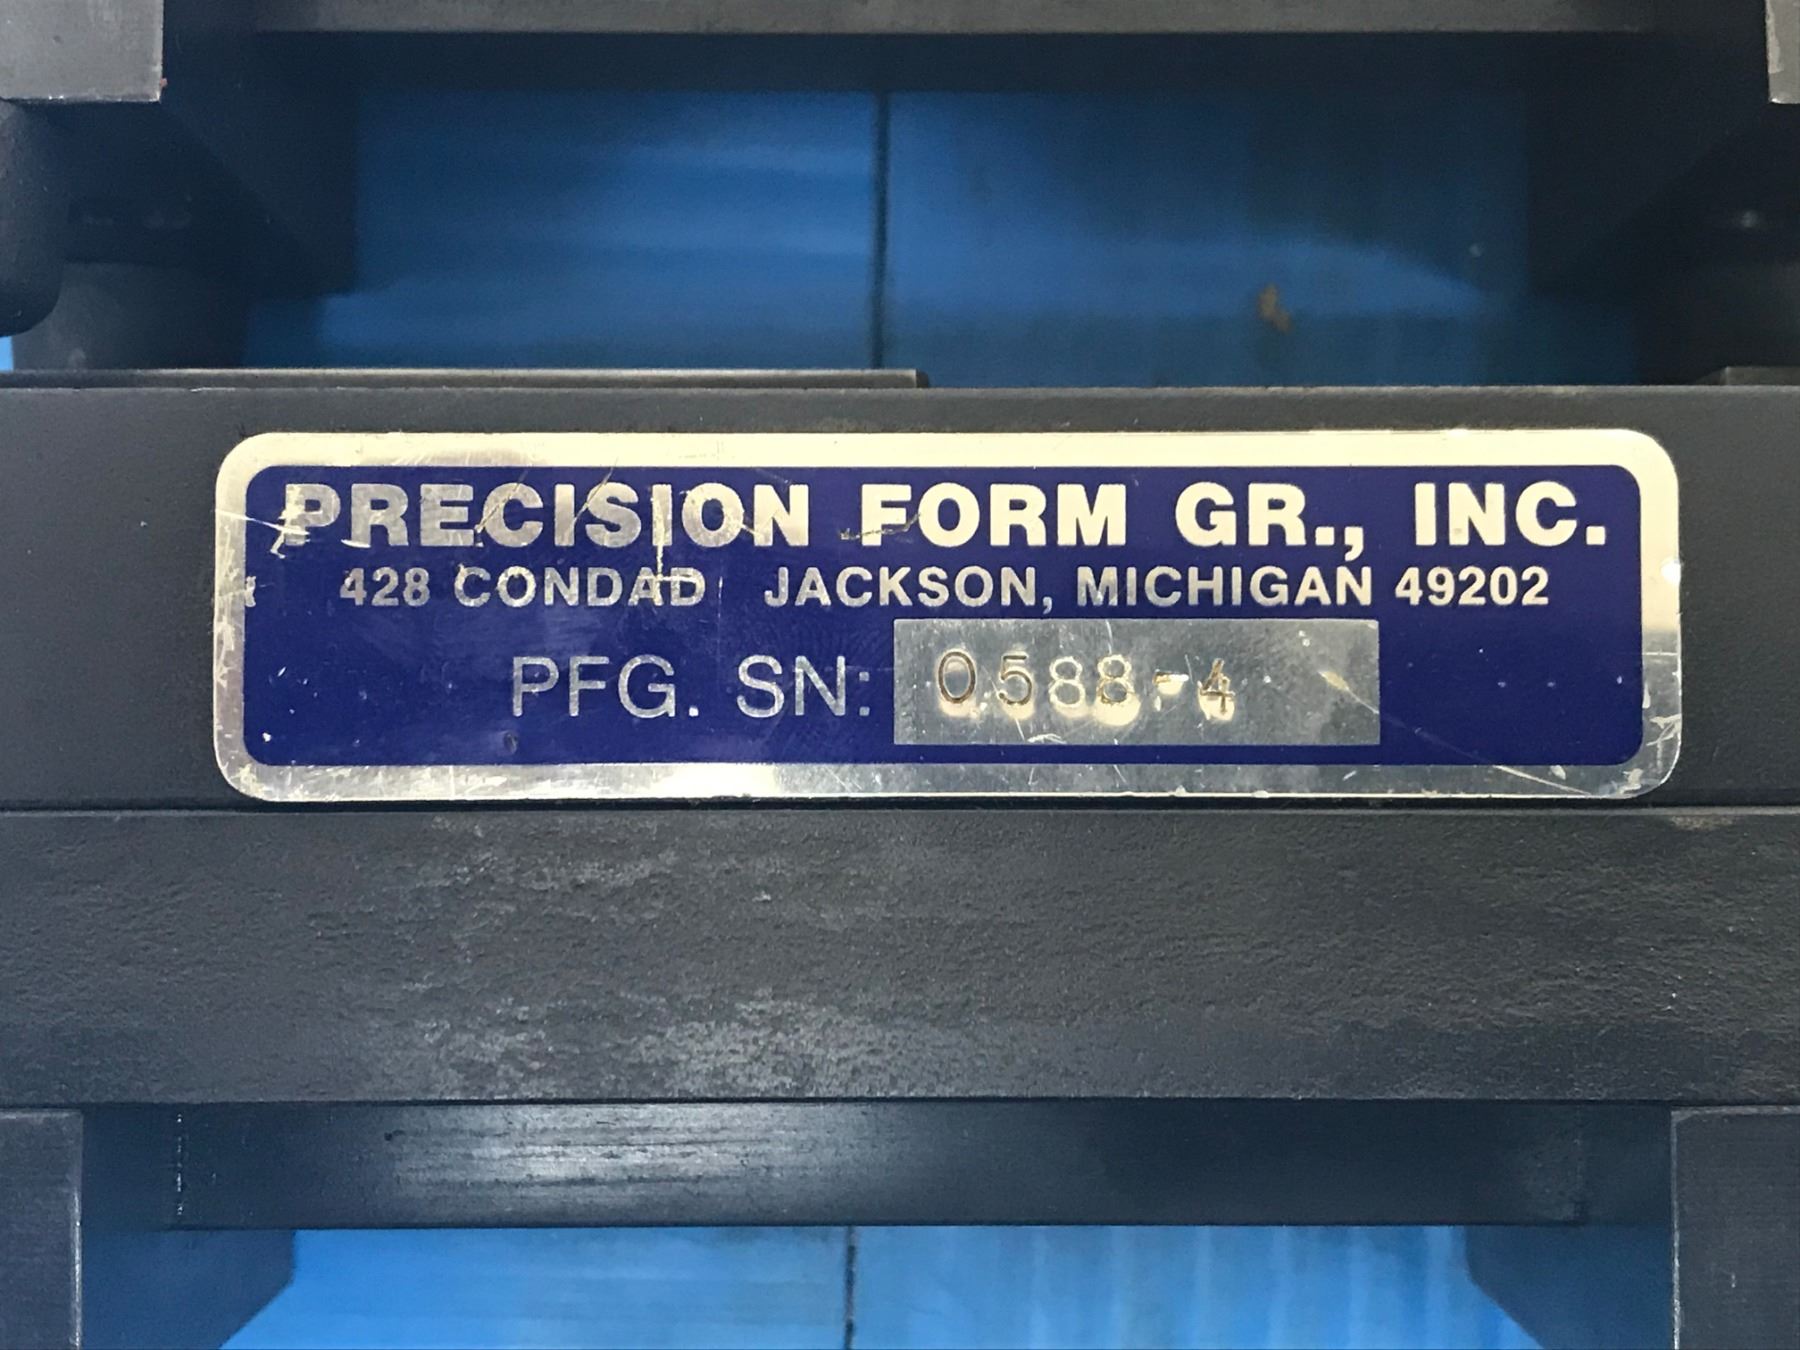 PRECISION FORM GR., INC.
428 CONDAD JACKSON, MICHIGAN 49202
PFG. SN: 0588-4